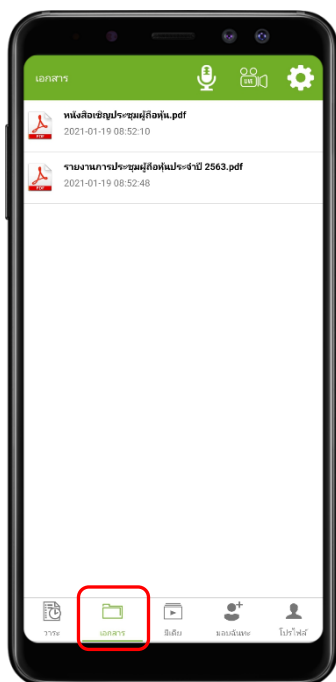 เอกสาร
LIVE
หนังสือเชิญประชุมผู้ถือหุ้น.pdf
2021-01-19 08:52:10
PDF
รายงานการประชุมผู้ถือหุ้นประจำปี 2563.pdf
2021-01-19 08:52:48
PDF
วาระ เอกสาร มีเดีย มอบฉันทะ โปรไฟล์